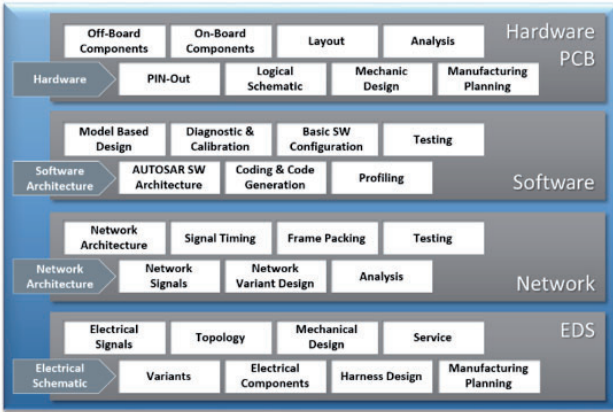 Off-Board
Components
On-Board
Components
Layout
Analysis
Hardware
PCB
Hardware
PIN-Out
Logical
Schematic
Mechanic
Design
Manufacturing
Planning
Model Based
Design
Diagnostic &
Calibration
Basic SW
Configuration
Testing
Software
Architecture
AUTOSAR SW
Architecture
Coding & Code
Generation
Profiling
Software
Network
Architecture
Signal Timing
Frame Packing
Testing
Network
Architecture
Network
Signals
Network
Variant Design
Analysis
Network
Electrical
Signals
Topology
Mechanical
Design
Service
EDS
Electrical
Schematic
Variants
Electrical
Components
Harness Design
Manufacturing
Planning